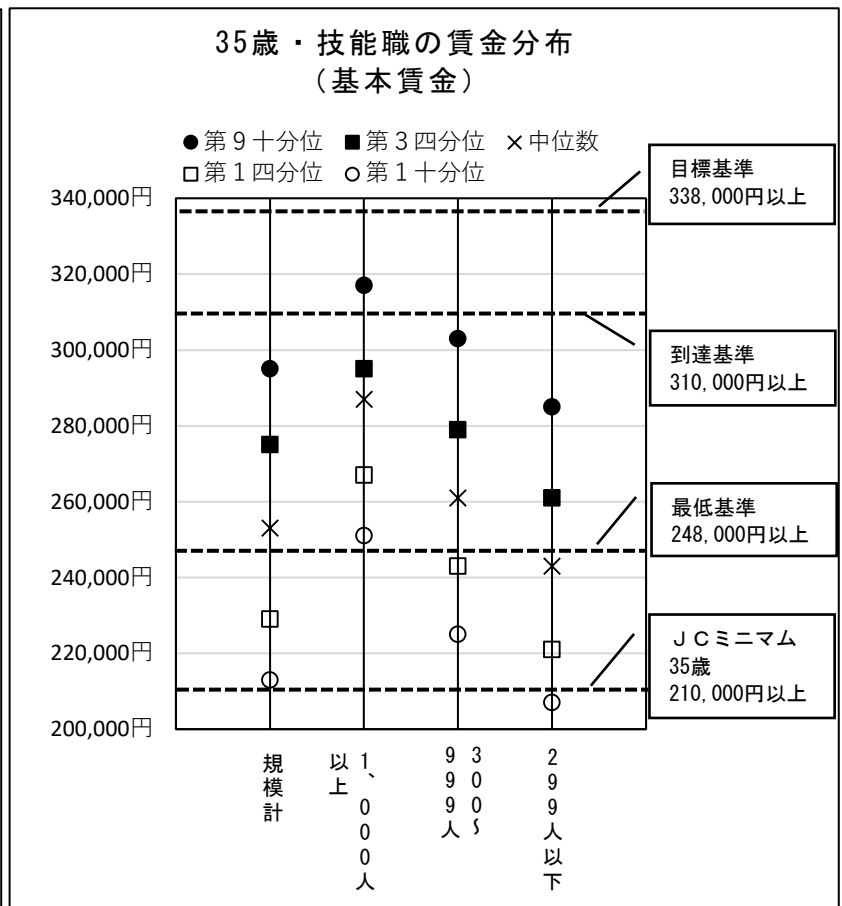 35歳・技能職の賃金分布
（基本賃金）
●第９十分位 ■第３四分位 ×中位数
□第１四分位 ○第１十分位
340,000円
320,000円
300,000円
280,000円
260,000円
240,000円
220,000円
200,000円
目標基準
338,000円以上
到達基準
310,000円以上
最低基準
248,000円以上
ＪＣミニマム
35歳
210,000円以上
規模計
1、000人
以上
300〜
999人
299人以下